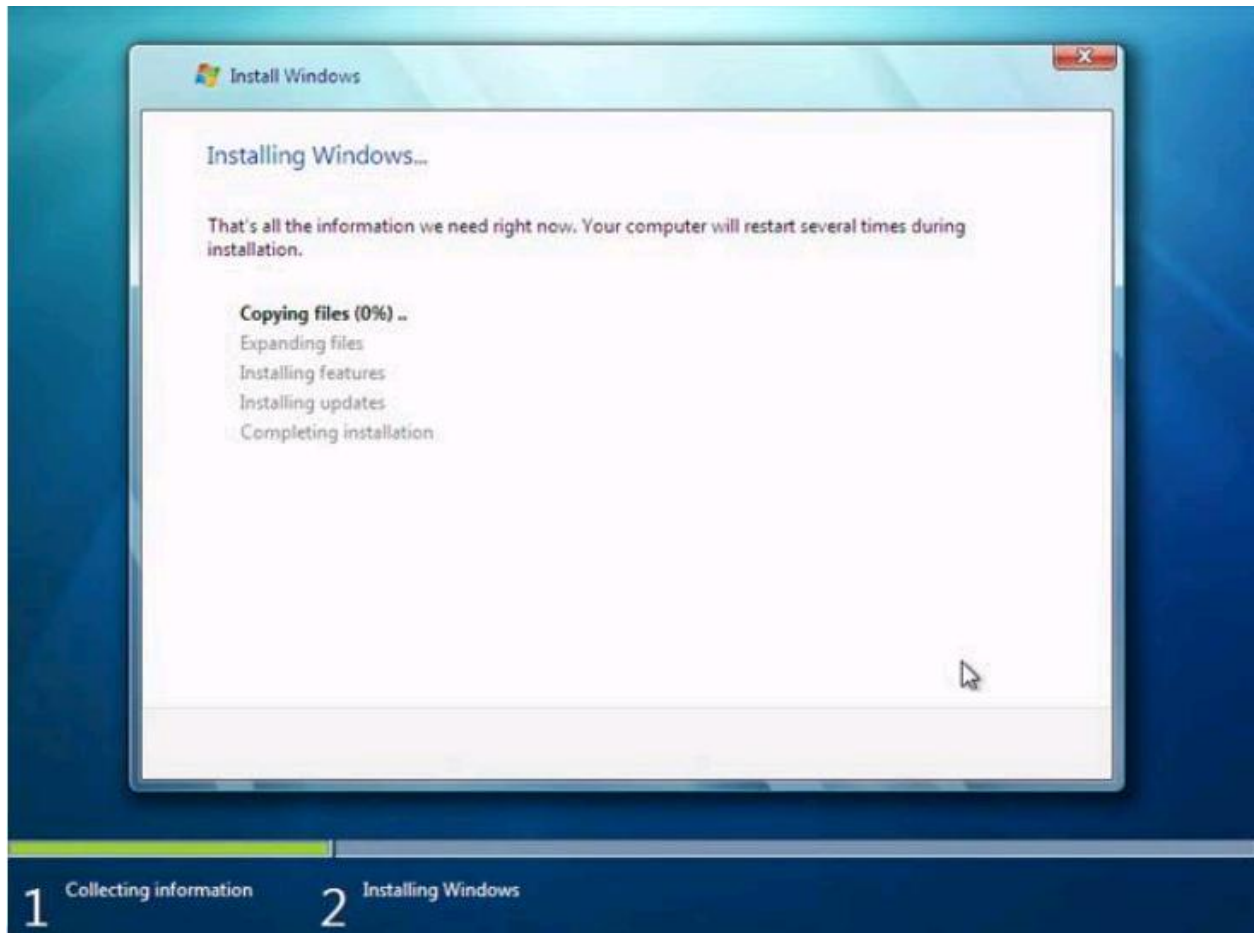 Install Windows
Installing Windows...
That's all the information we need right now. Your computer will restart several times during
installation.
Copying files (0%) ..
Expanding files
Installing features
Installing updates
Completing installation
1 Collecting information 2 Installing Windows